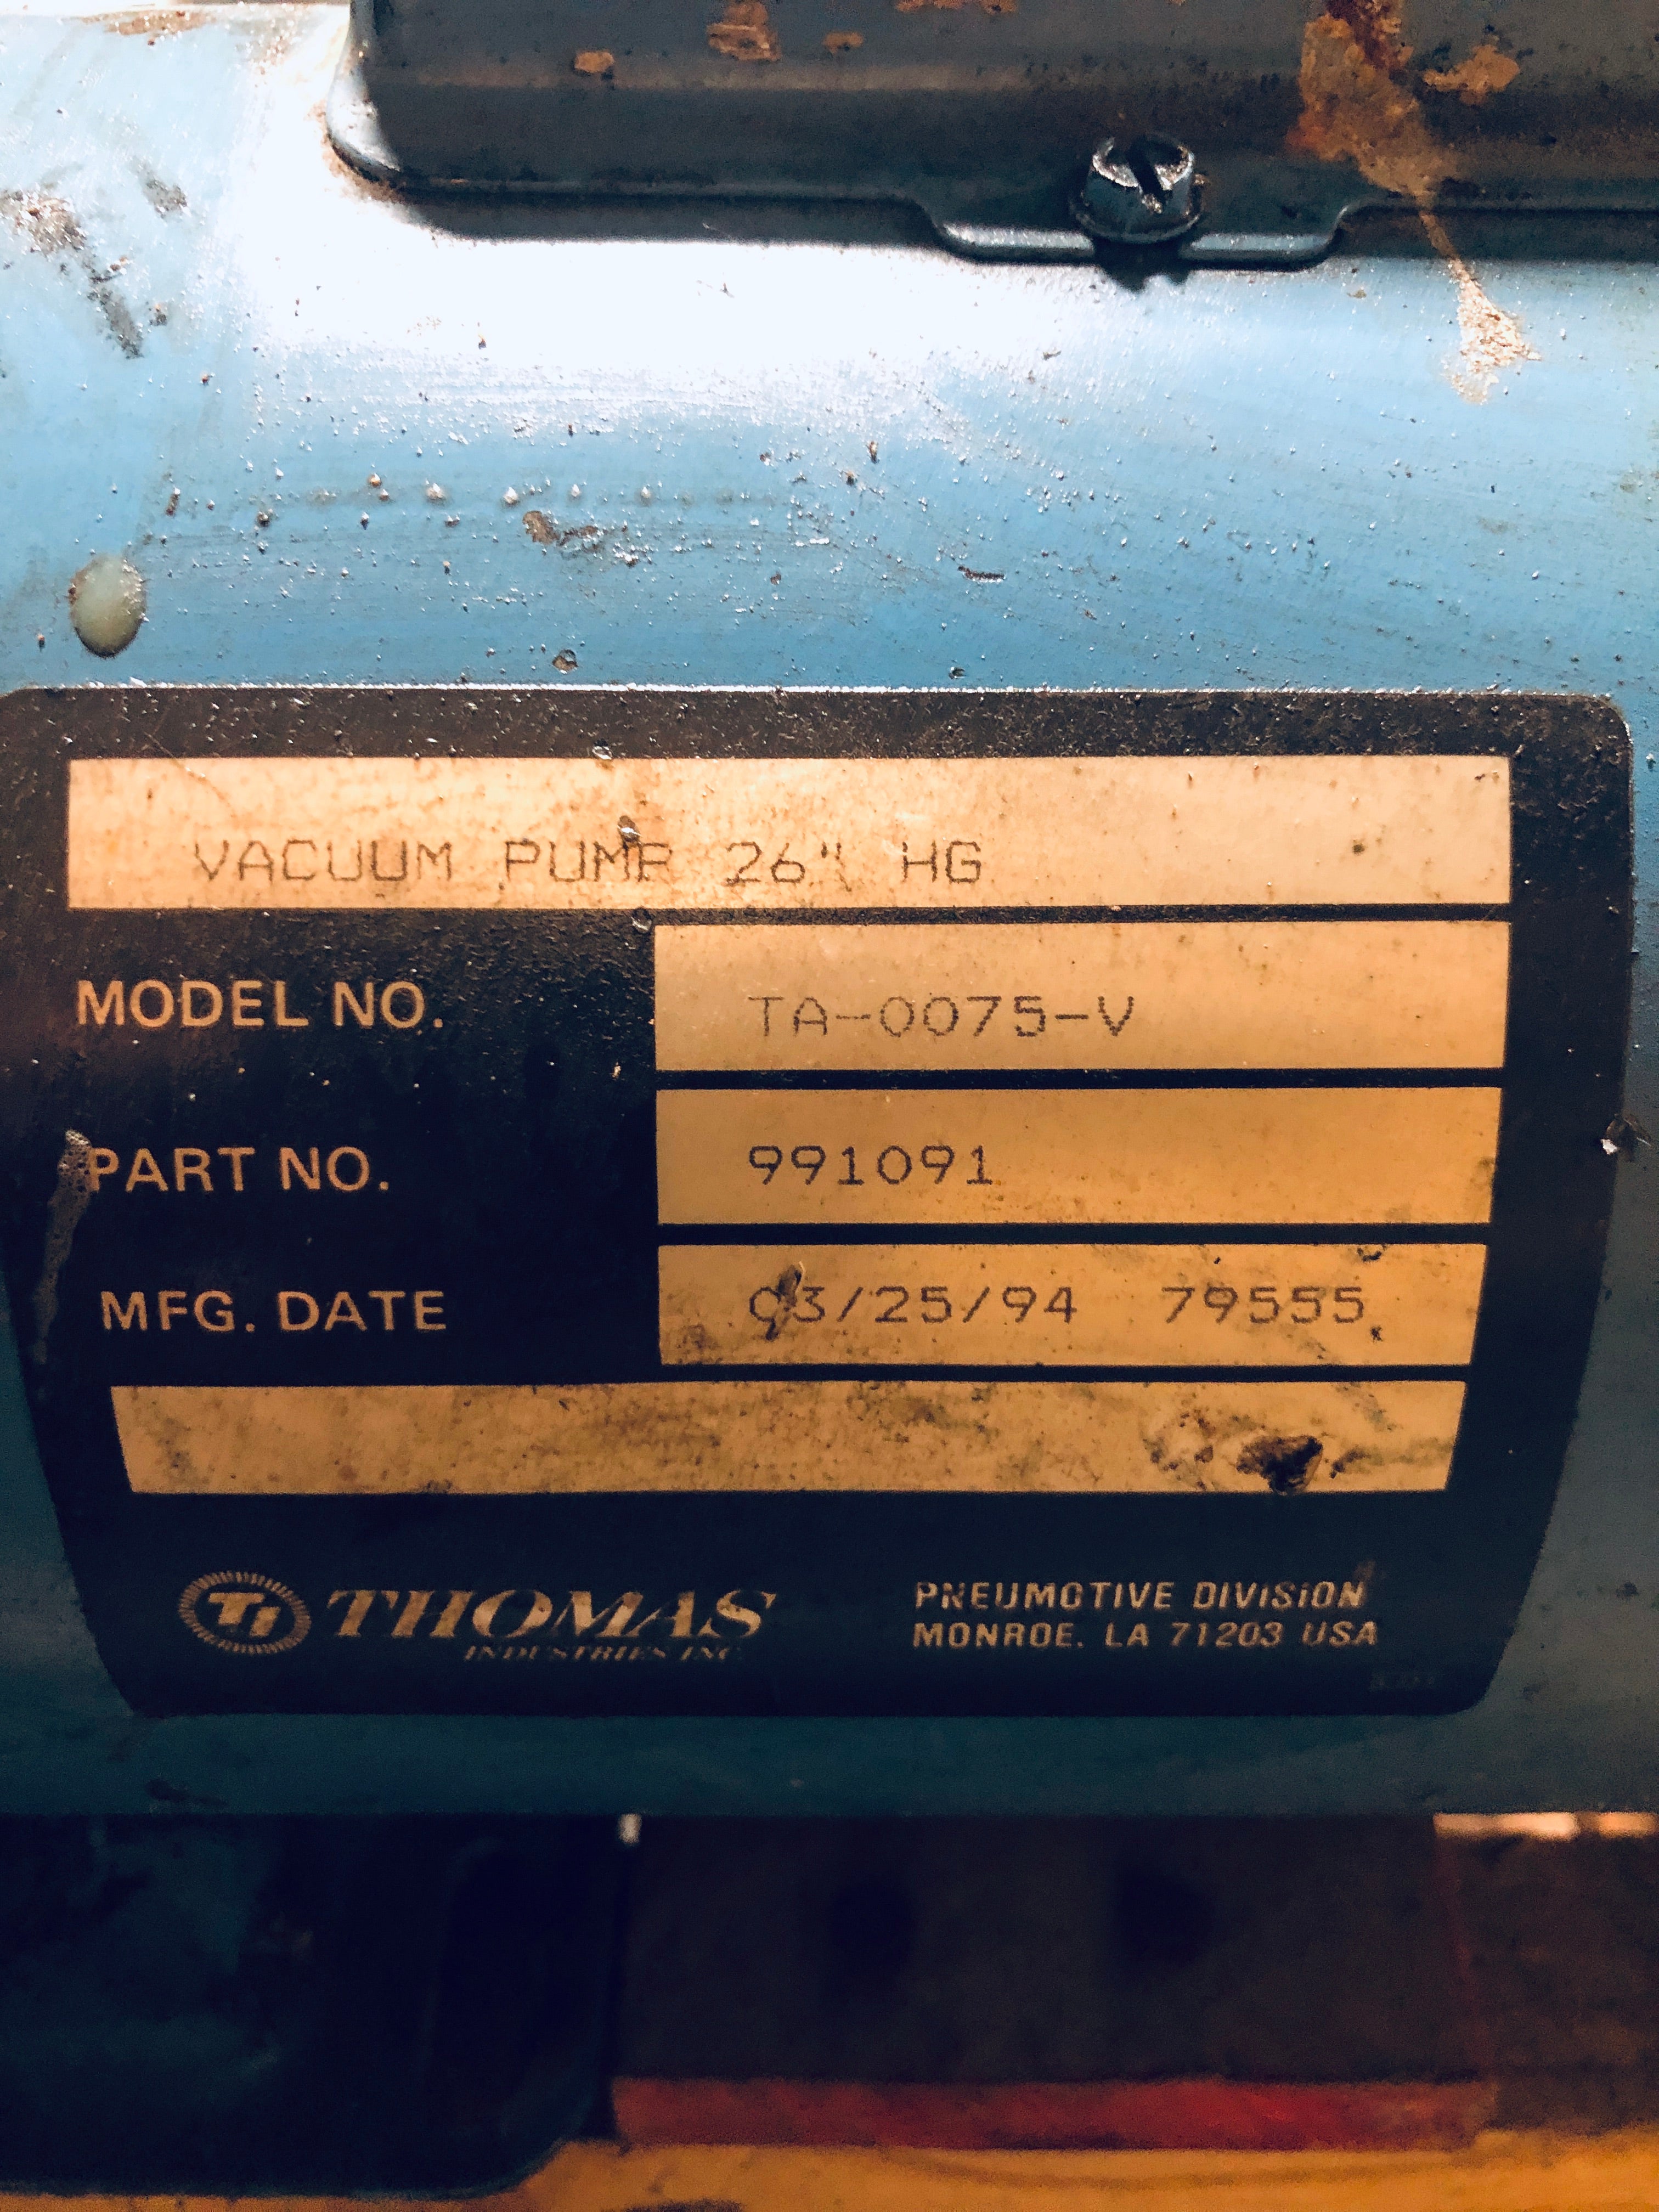 VACUUM PUMP 26" HG
MODEL NO. TA-0075-V
PART NO. 991091
MFG. DATE 03/25/94 79555
TI THOMAS
INDUSTRIES INC
PNEUMOTIVE DIVISION
MONROE, LA 71203 USA